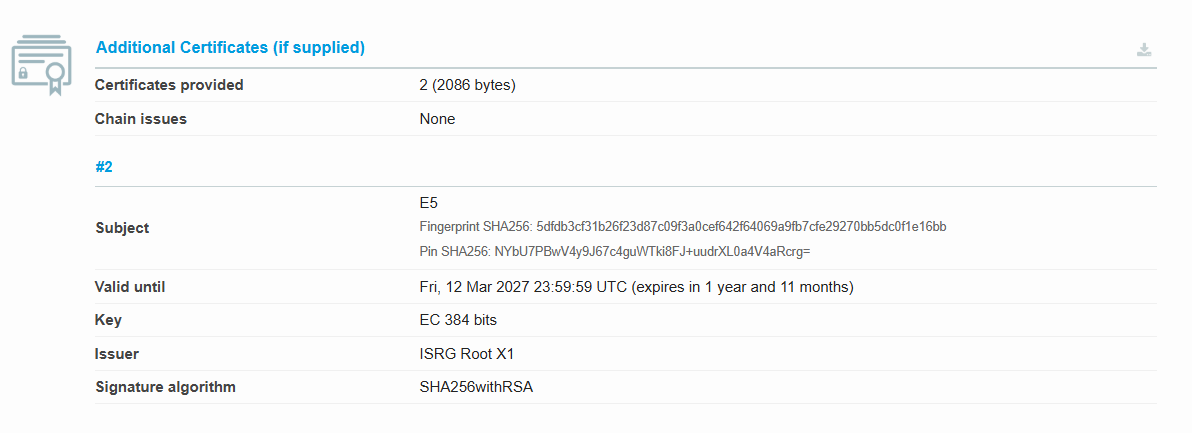 Additional Certificates (if supplied)
Certificates provided 2 (2086 bytes)
Chain issues None
#2
Subject E5
Fingerprint SHA256: 5dfdb3cf31b26f23d87c09f3a0cef642f64069a9fb7cfe29270bb5dc0f1e16bb
Pin SHA256: NYbU7PBwV4y9J67c4guWTki8FJ+uudrXL0a4V4aRcrg=
Valid until Fri, 12 Mar 2027 23:59:59 UTC (expires in 1 year and 11 months)
Key EC 384 bits
Issuer ISRG Root X1
Signature algorithm SHA256withRSA